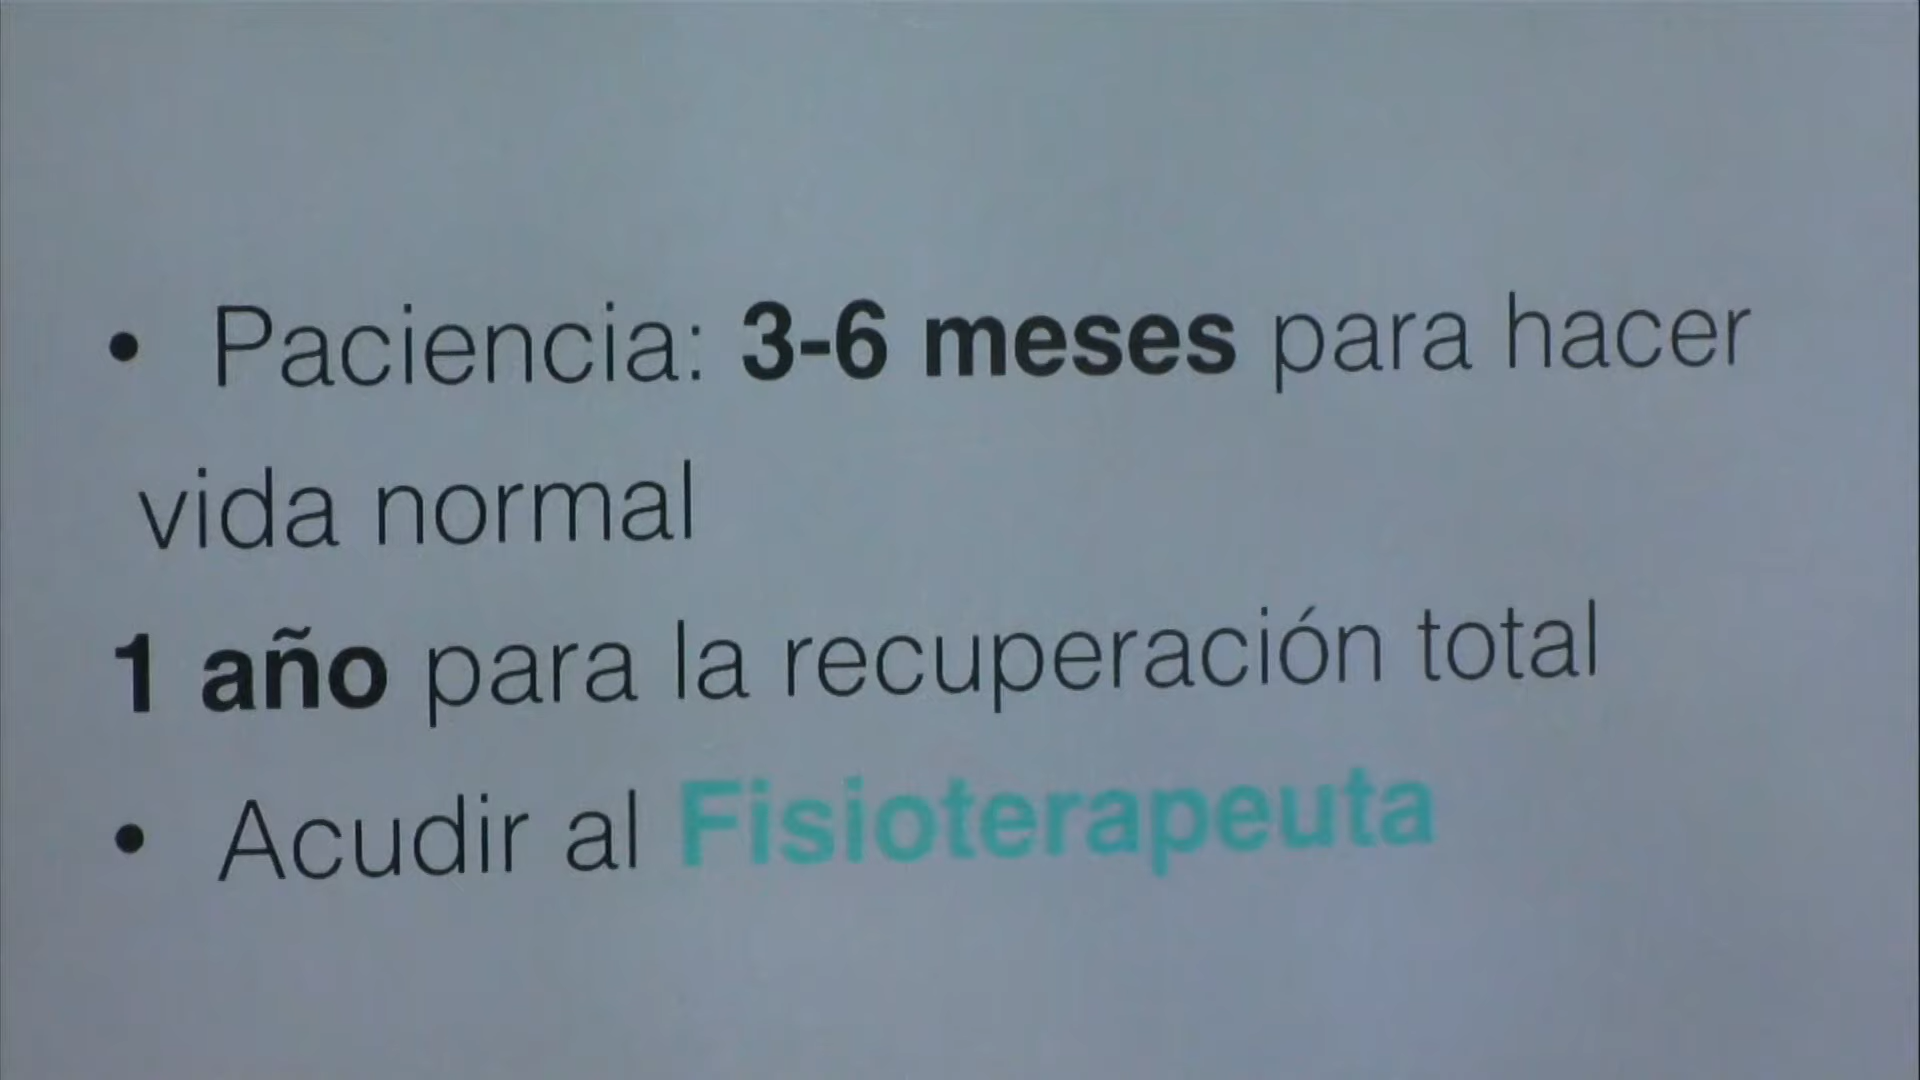 • Paciencia: 3-6 meses para hacer
vida normal
1 año para la recuperación total
• Acudir al Fisioterapeuta